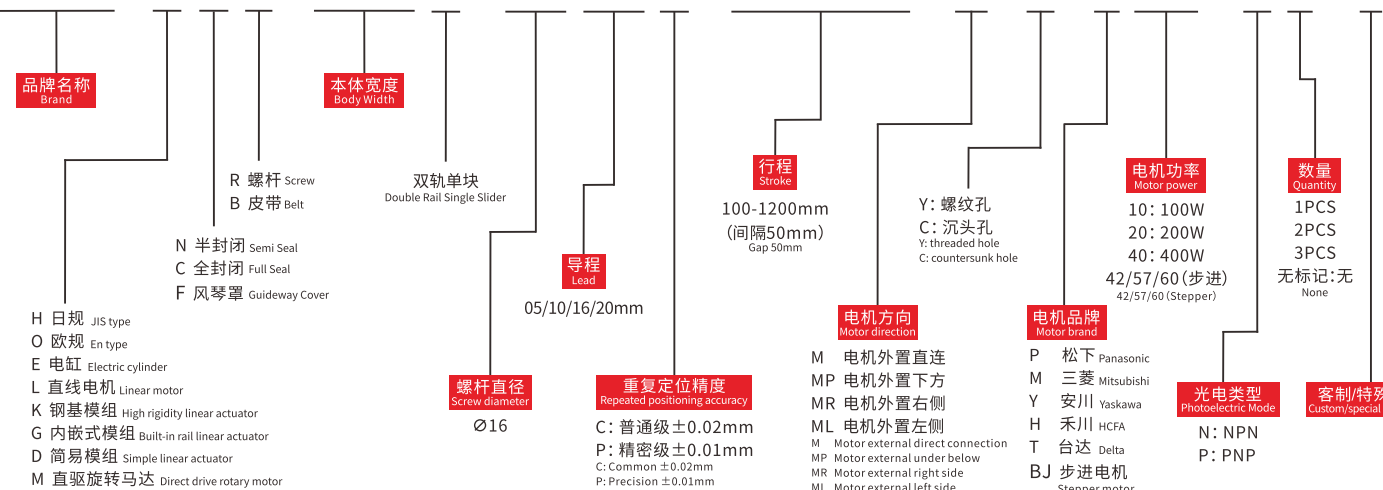 品牌名称
Brand
H 日规 JIS type
O 欧规 En type
E 电缸 Electric cylinder
L 直线电机 Linear motor
K 钢基模组 High rigidity linear actuator
G 内嵌式模组 Built-in rail linear actuator
D 简易模组 Simple linear actuator
M 直驱旋转马达 Direct drive rotary motor
N 半封闭 Semi Seal
C 全封闭 Full Seal
F 风琴罩 Guideway Cover
R 螺杆 Screw
B 皮带 Belt
本体宽度
Body Width
双轨单块
Double Rail Single Slider
螺杆直径
Screw diameter
∅16
导程
Lead
05/10/16/20mm
重复定位精度
Repeated positioning accuracy
C：普通级±0.02mm
P：精密级±0.01mm
C: Common ±0.02mm
P: Precision ±0.01mm
行程
Stroke
100-1200mm
（间隔50mm）
Gap 50mm
电机方向
Motor direction
M 电机外置直连
MP 电机外置下方
MR 电机外置右侧
ML 电机外置左侧
M Motor external direct connection
MP Motor external under below
MR Motor external right side
ML Motor external left side
Y：螺纹孔
C：沉头孔
Y: threaded hole
C: countersunk hole
电机品牌
Motor brand
P 松下 Panasonic
M 三菱 Mitsubishi
Y 安川 Yaskawa
H 禾川 HCFA
T 台达 Delta
BJ 步进电机
Stepper motor
电机功率
Motor power
10：100W
20：200W
40：400W
42/57/60（步进）
42/57/60（Stepper）
光电类型
Photoelectric Mode
N：NPN
P：PNP
数量
Quantity
1PCS
2PCS
3PCS
无标记：无
None
客制/特殊
Custom/special